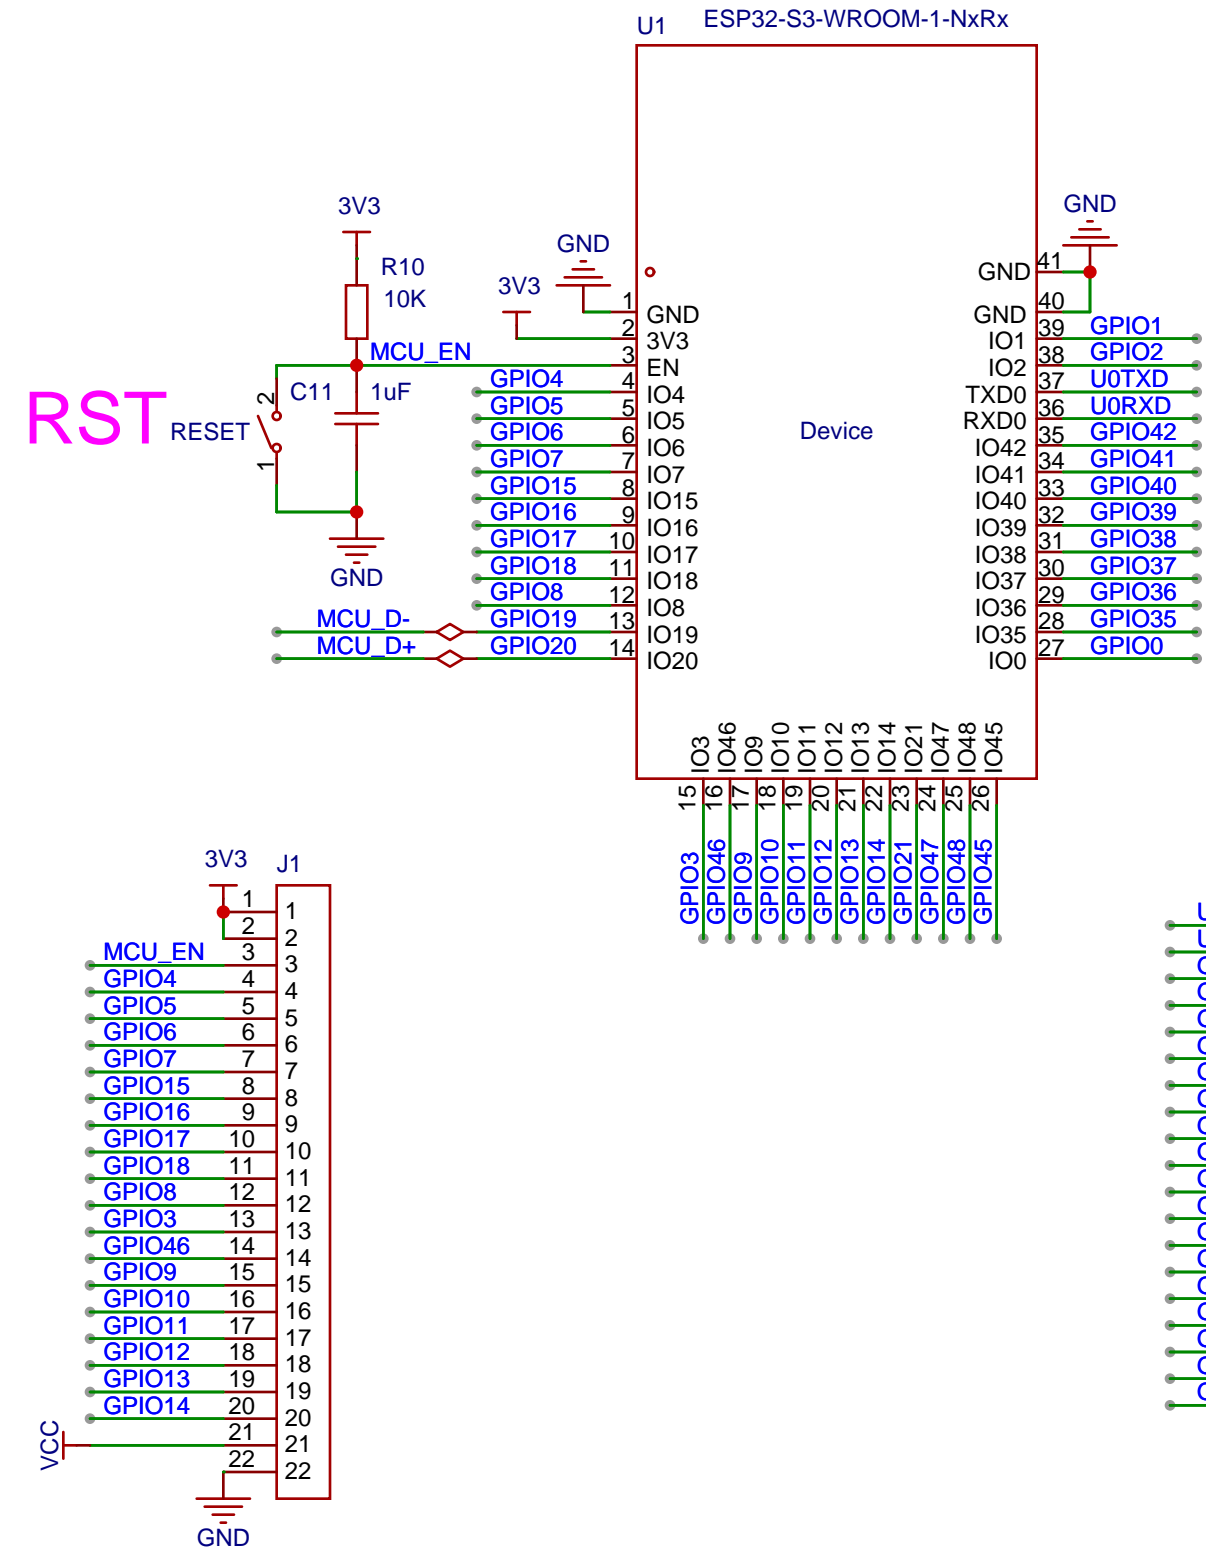 U1 ESP32-S3-WROOM-1-NxRx
3V3
R10
10K
MCU_EN
C11 1uF
RST
RESET
2
1
GND
GND
3V3
Device
1 GND
2 3V3
3 EN
GPIO4 4 IO4
GPIO5 5 IO5
GPIO6 6 IO6
GPIO7 7 IO7
GPIO15 8 IO15
GPIO16 9 IO16
GPIO17 10 IO17
GPIO18 11 IO18
GPIO8 12 IO8
MCU_D- GPIO19 13 IO19
MCU_D+ GPIO20 14 IO20
GND
GND 41
GND 40
IO1 39 GPIO1
IO2 38 GPIO2
TXD0 37 U0TXD
RXD0 36 U0RXD
IO42 35 GPIO42
IO41 34 GPIO41
IO40 33 GPIO40
IO39 32 GPIO39
IO38 31 GPIO38
IO37 30 GPIO37
IO36 29 GPIO36
IO35 28 GPIO35
IO0 27 GPIO0
IO3 15 GPIO3
IO46 16 GPIO46
IO9 17 GPIO9
IO10 18 GPIO10
IO11 19 GPIO11
IO12 20 GPIO12
IO13 21 GPIO13
IO14 22 GPIO14
IO21 23 GPIO21
IO47 24 GPIO47
IO48 25 GPIO48
IO45 26 GPIO45
3V3 J1
1 1
2 2
MCU_EN 3 3
GPIO4 4 4
GPIO5 5 5
GPIO6 6 6
GPIO7 7 7
GPIO15 8 8
GPIO16 9 9
GPIO17 10 10
GPIO18 11 11
GPIO8 12 12
GPIO3 13 13
GPIO46 14 14
GPIO9 15 15
GPIO10 16 16
GPIO11 17 17
GPIO12 18 18
GPIO13 19 19
GPIO14 20 20
VCC 21 21
22 22
GND